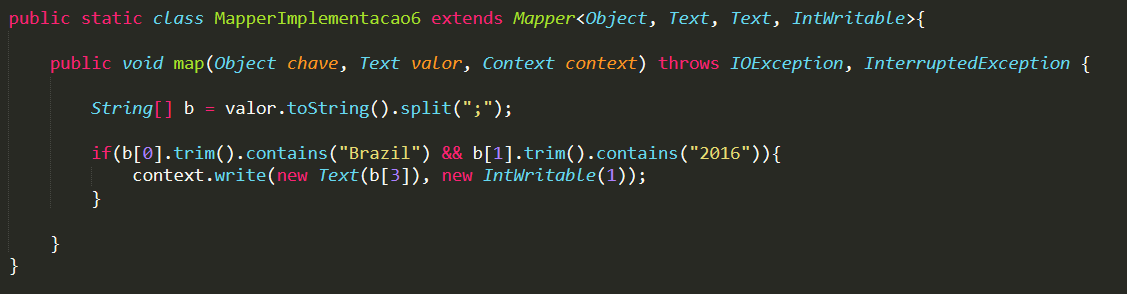 public static class MapperImplementacao6 extends Mapper<Object, Text, Text, IntWritable>{
public void map(Object chave, Text valor, Context context) throws IOException, InterruptedException {
String[] b = valor.toString().split(";");
if(b[0].trim().contains("Brazil") && b[1].trim().contains("2016")){
context.write(new Text(b[3]), new IntWritable(1));
}
}
}